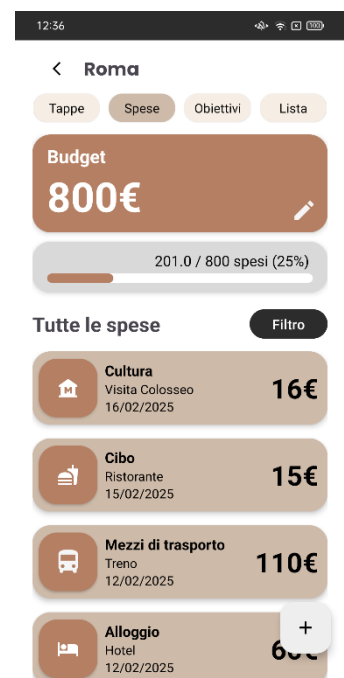 12:36
100
Roma
Tappe Spese Obiettivi Lista
Budget
800€
201.0 / 800 spesi (25%)
Tutte le spese
Filtro
Cultura
Visita Colosseo
16/02/2025
16€
Cibo
Ristorante
15/02/2025
15€
Mezzi di trasporto
Treno
12/02/2025
110€
Alloggio
Hotel
12/02/2025
+